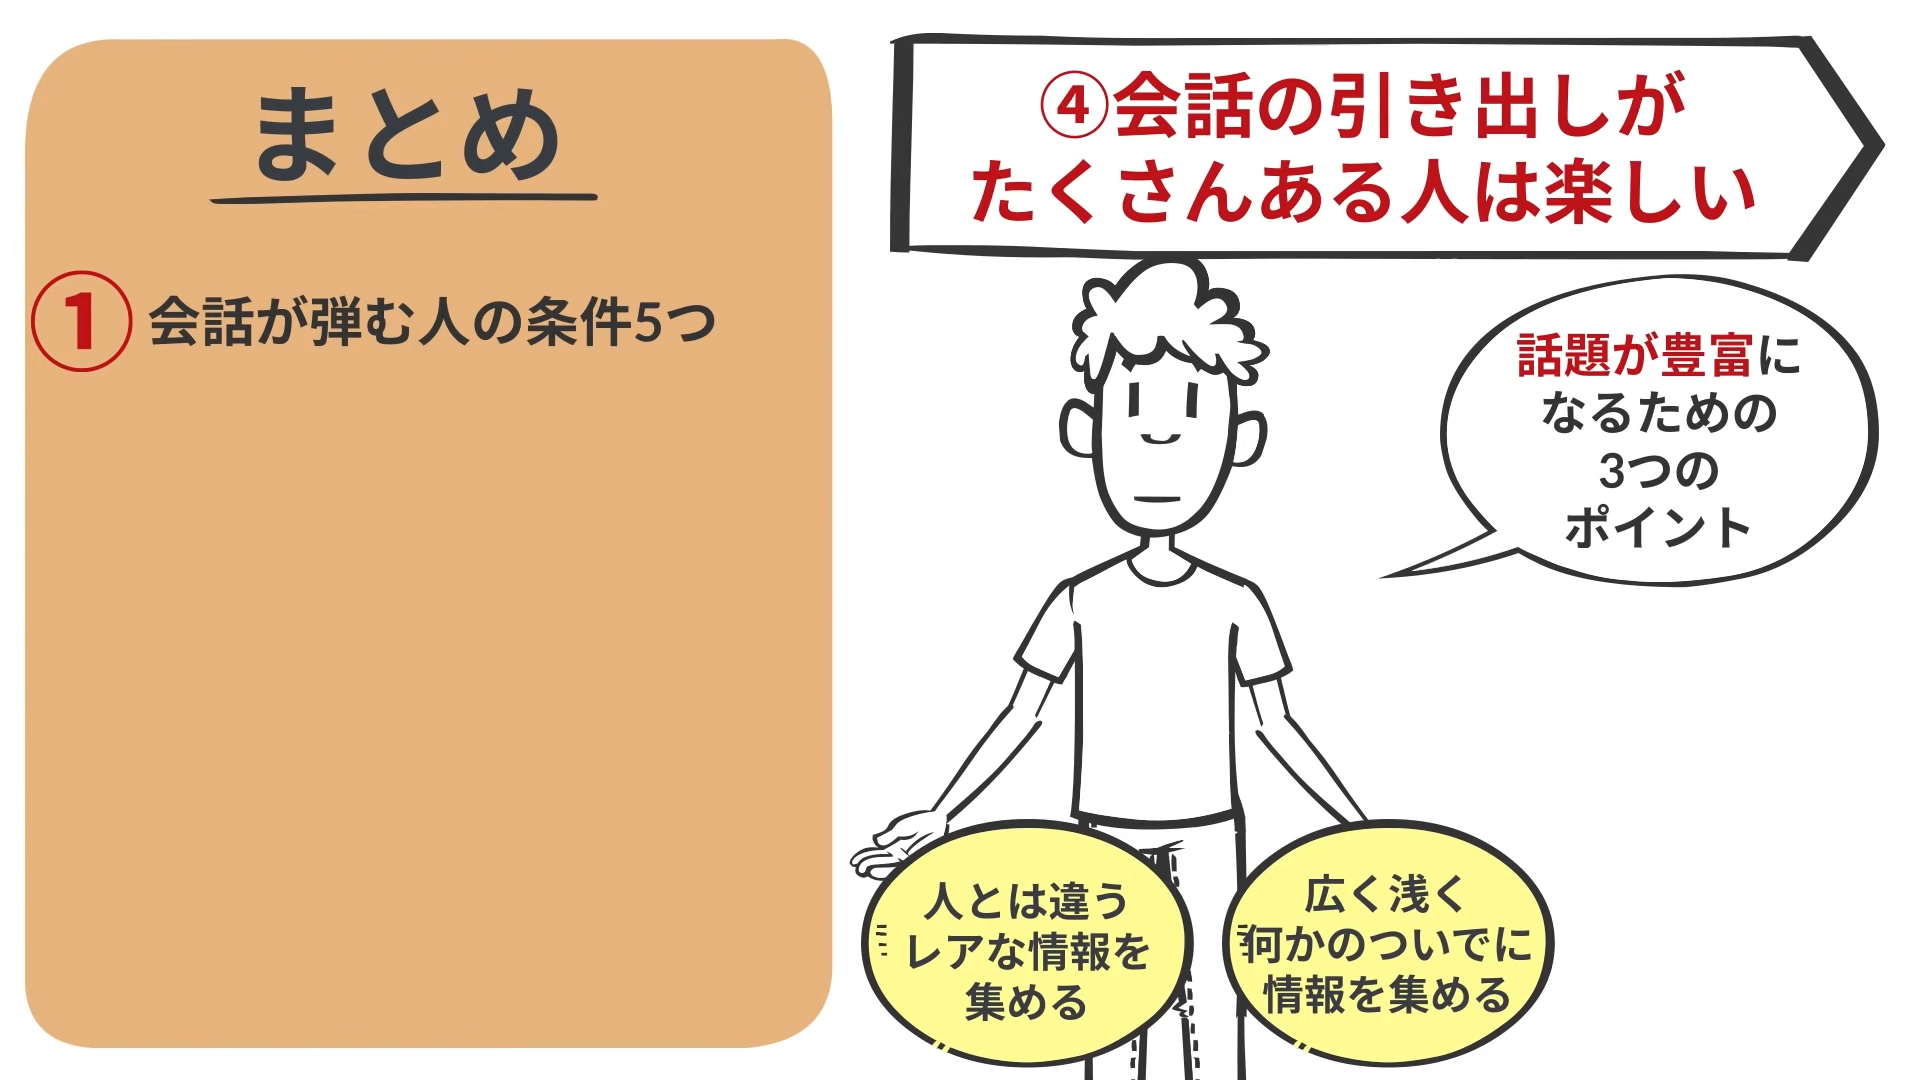 まとめ
① 会話が弾む人の条件5つ
④会話の引き出しが
たくさんある人は楽しい
話題が豊富に
なるための
3つの
ポイント
人とは違う
レアな情報を
集める
広く浅く
何かのついでに
情報を集める